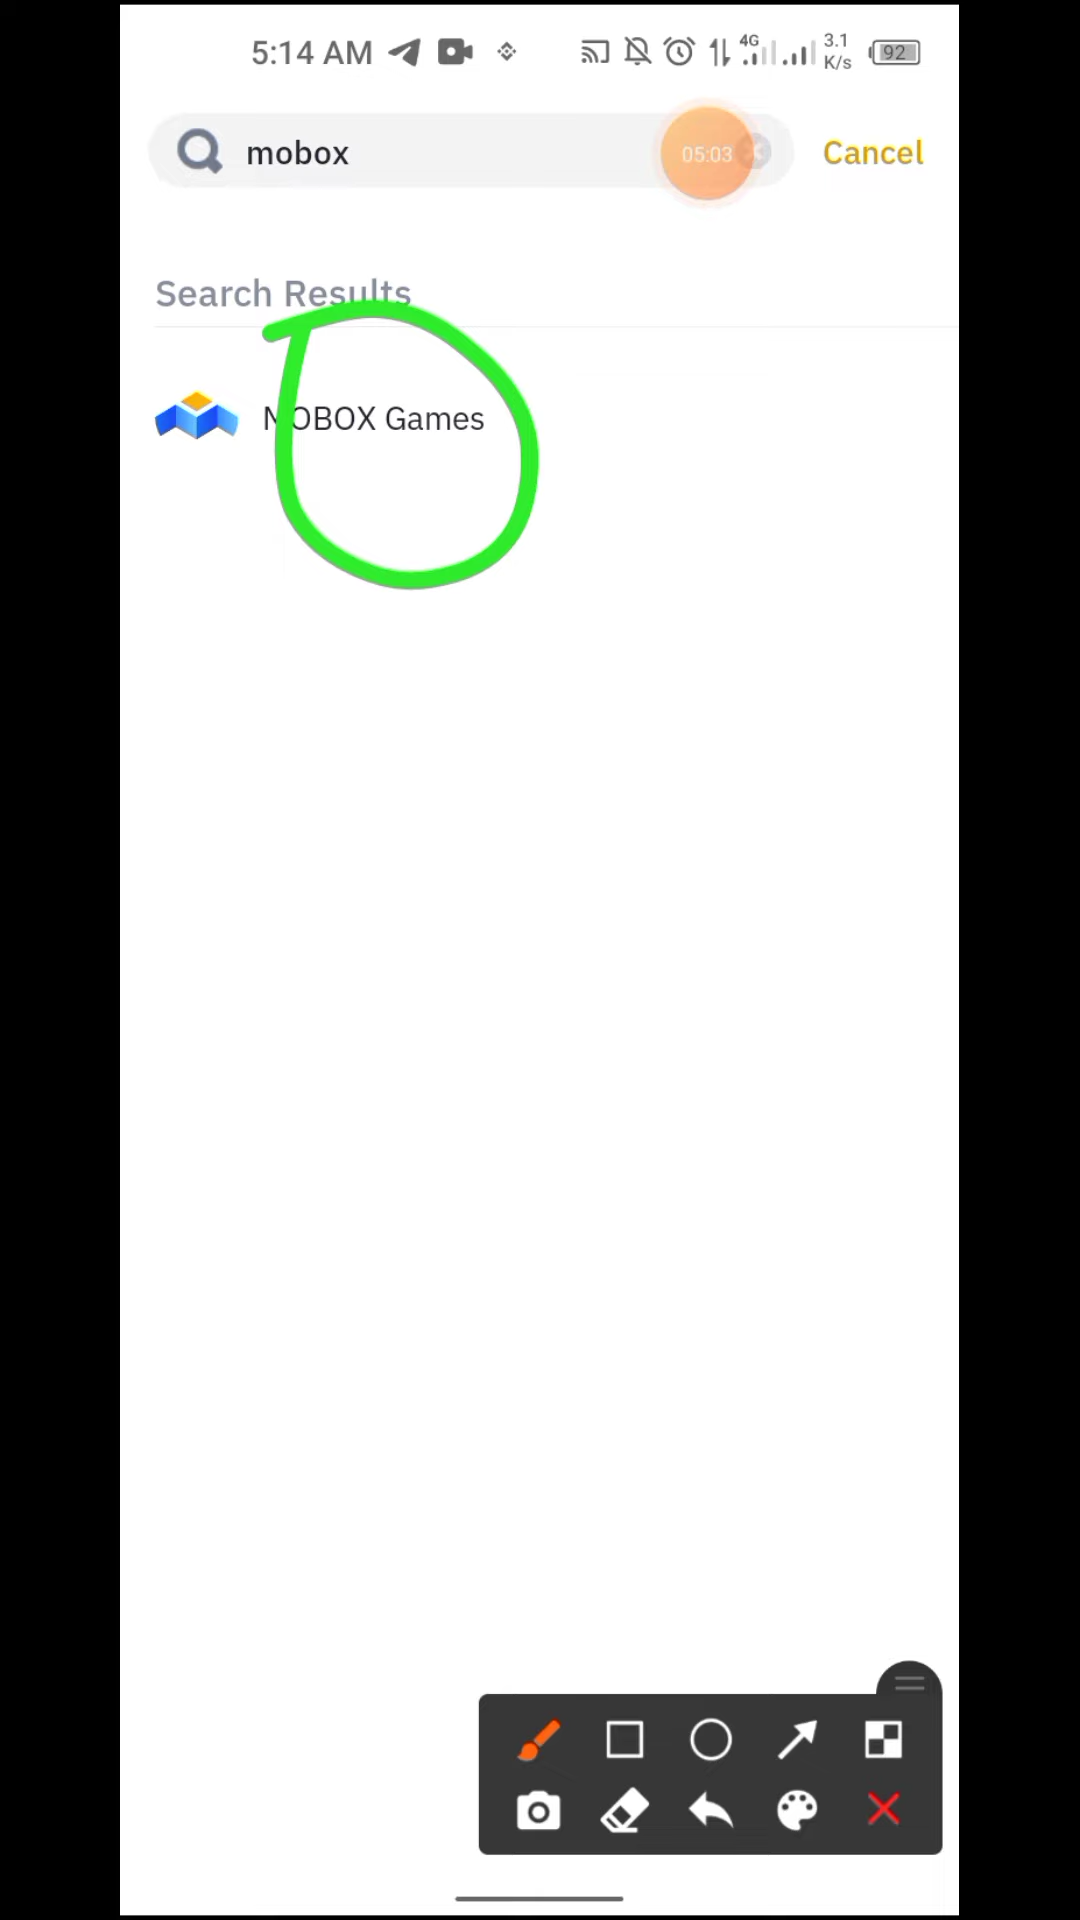 5:14 AM
4G
3.1
K/s
92
mobox
05:03
Cancel
Search Results
MOBOX Games